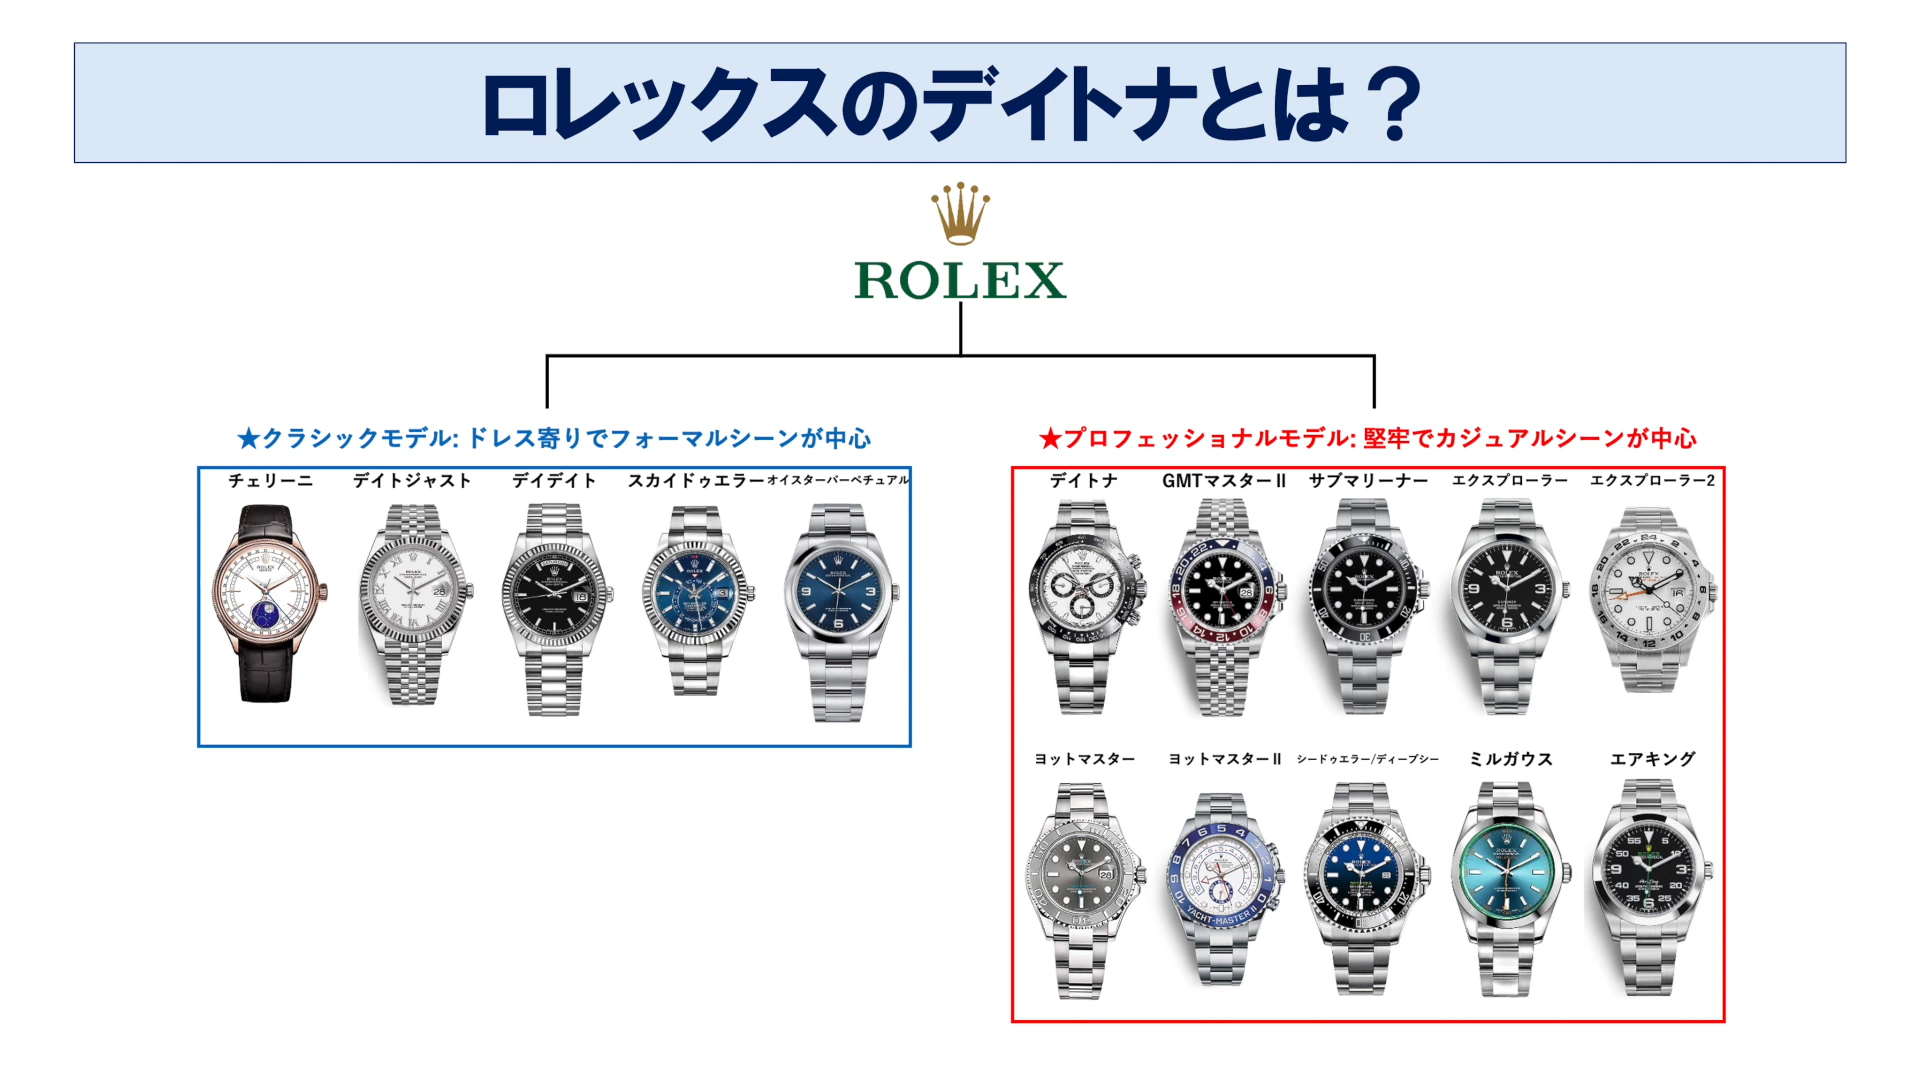 ロレックスのデイトナとは？
ROLEX
★クラシックモデル: ドレス寄りでフォーマルシーンが中心
チェリーニ
デイトジャスト
デイデイト
スカイドゥエラー
オイスターパーペチュアル
★プロフェッショナルモデル: 堅牢でカジュアルシーンが中心
デイトナ
GMTマスターⅡ
サブマリーナー
エクスプローラー
エクスプローラー2
ヨットマスター
ヨットマスターⅡ
シードゥエラー/ディープシー
ミルガウス
エアキング
YACHT-MASTER II